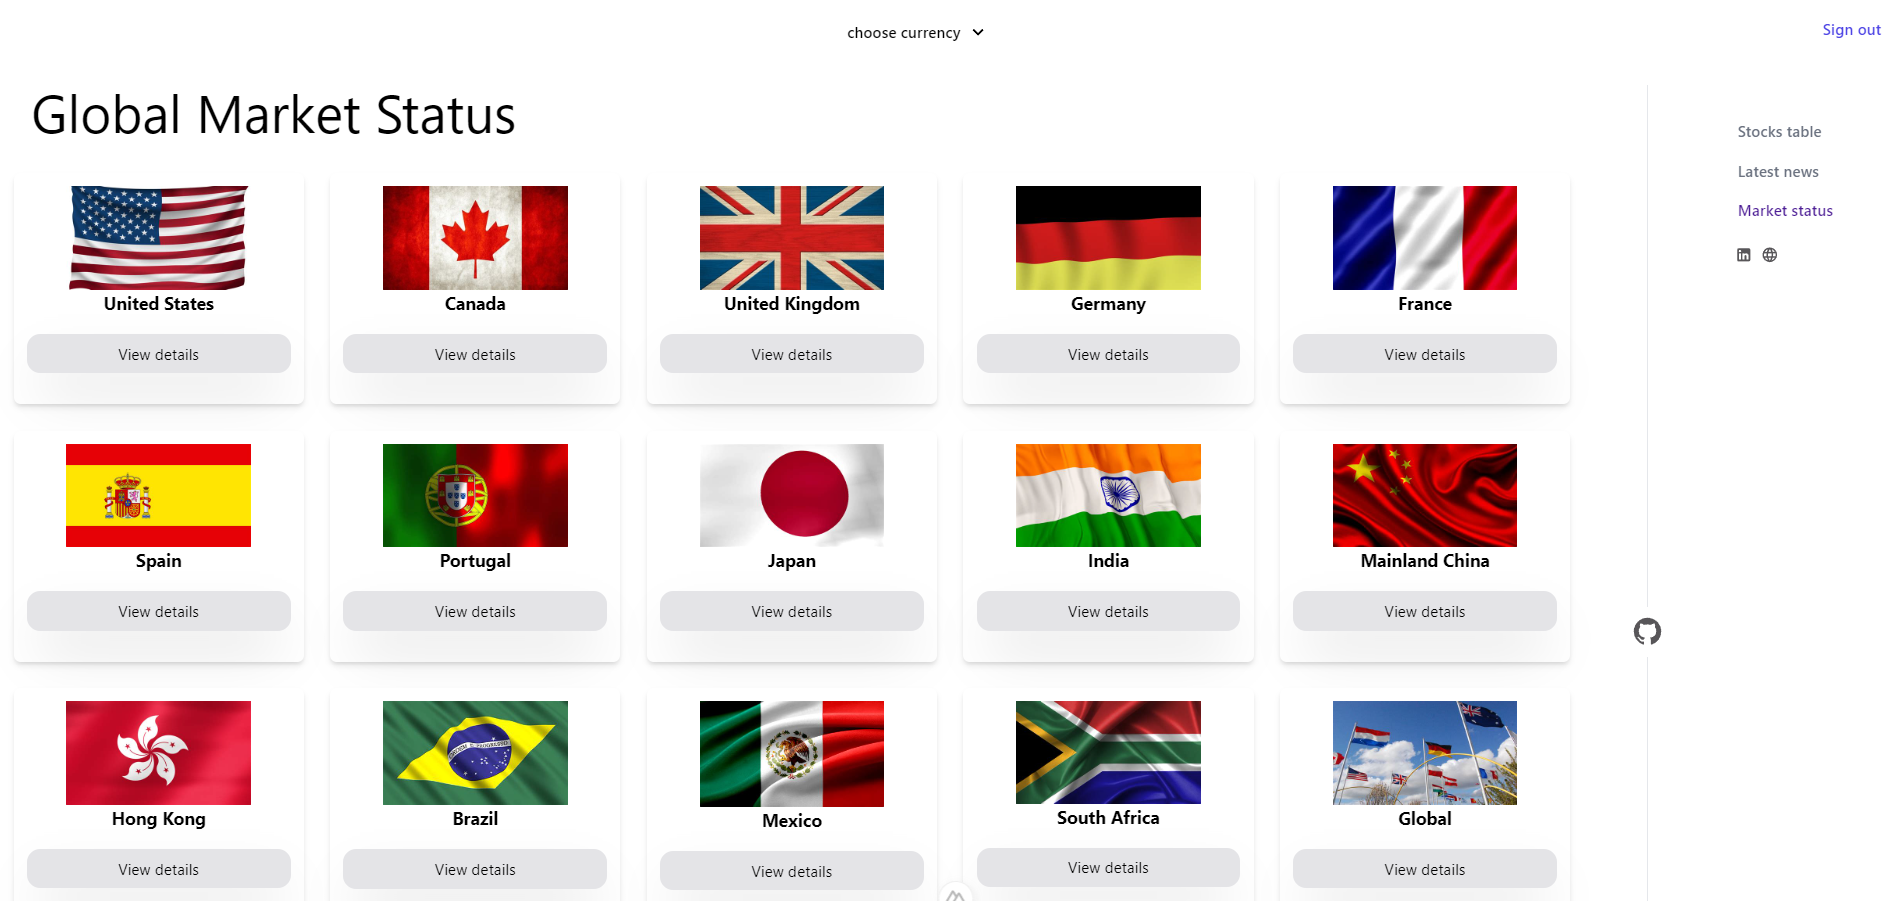 choose currency
Sign out
Global Market Status
Stocks table
Latest news
Market status
United States
Canada
United Kingdom
Germany
France
View details
View details
View details
View details
View details
Spain
Portugal
Japan
India
Mainland China
View details
View details
View details
View details
View details
Hong Kong
Brazil
Mexico
South Africa
Global
View details
View details
View details
View details
View details